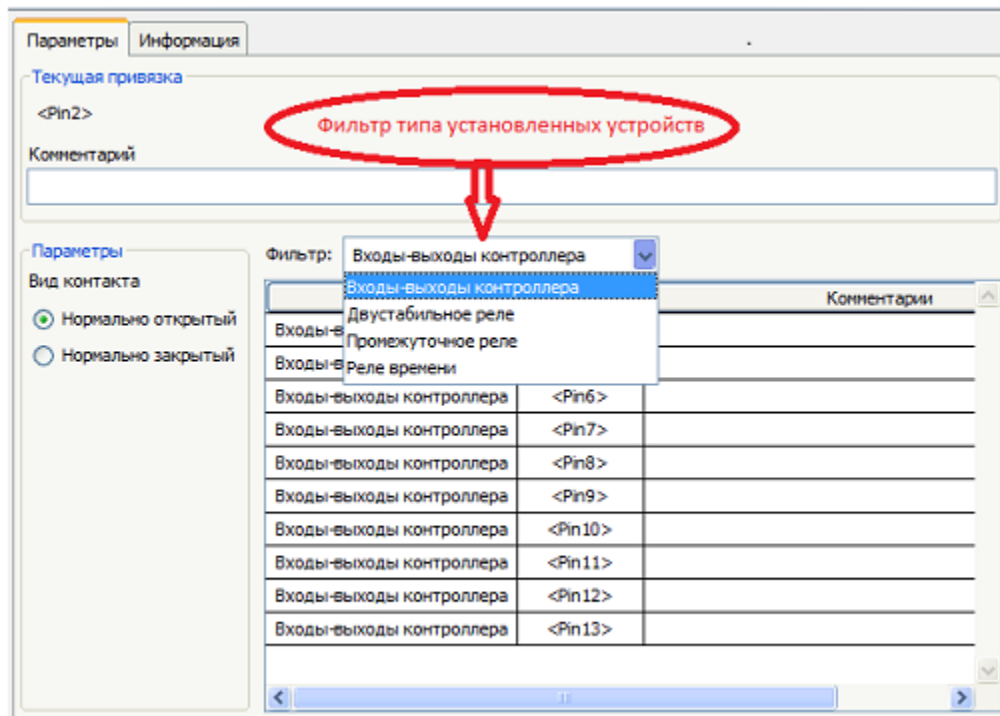 Параметры Информация
Текущая привязка
<Pin2>
Фильтр типа установленных устройств
Комментарий
Параметры
Фильтр: Входы-выходы контроллера
Вид контакта
Входы-выходы контроллера
Комментарии
Нормально открытый
Двустабильное реле
Входы-в
Промежуточное реле
Нормально закрытый
Входы-в
Реле времени
Входы-выходы контроллера <Pin6>
Входы-выходы контроллера <Pin7>
Входы-выходы контроллера <Pin8>
Входы-выходы контроллера <Pin9>
Входы-выходы контроллера <Pin10>
Входы-выходы контроллера <Pin11>
Входы-выходы контроллера <Pin12>
Входы-выходы контроллера <Pin13>